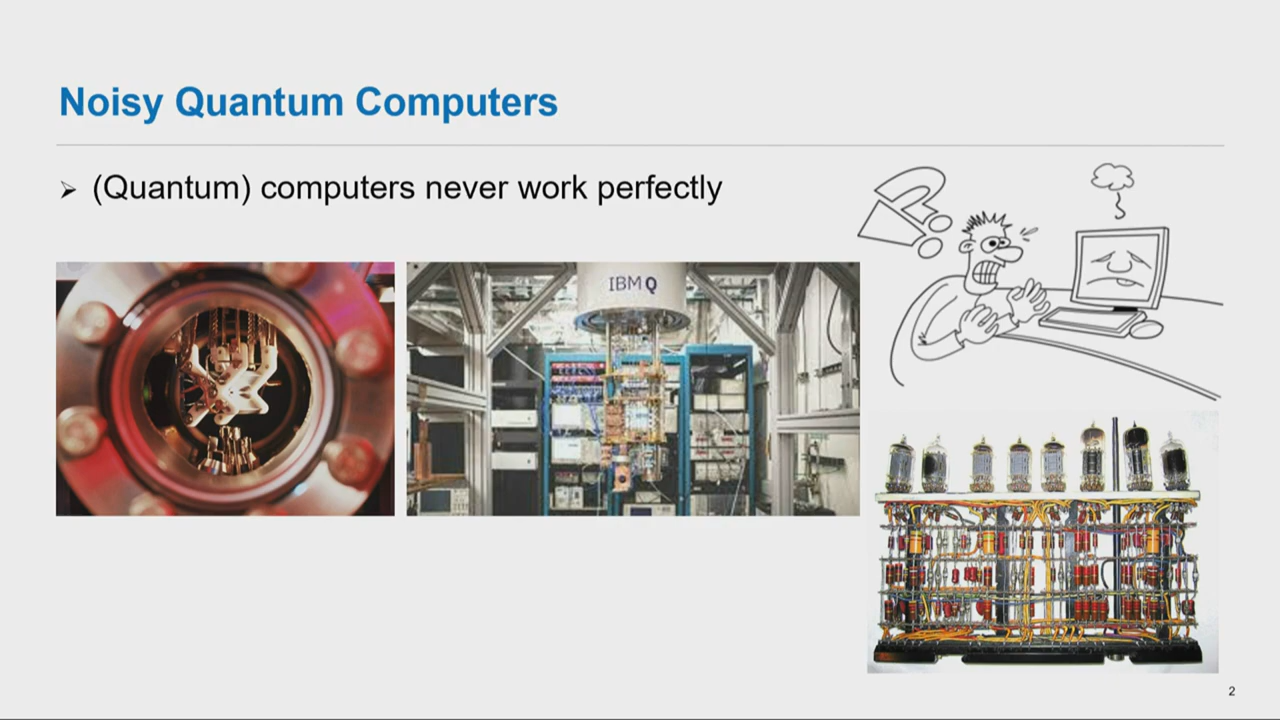 Noisy Quantum Computers
(Quantum) computers never work perfectly
IBM Q
2